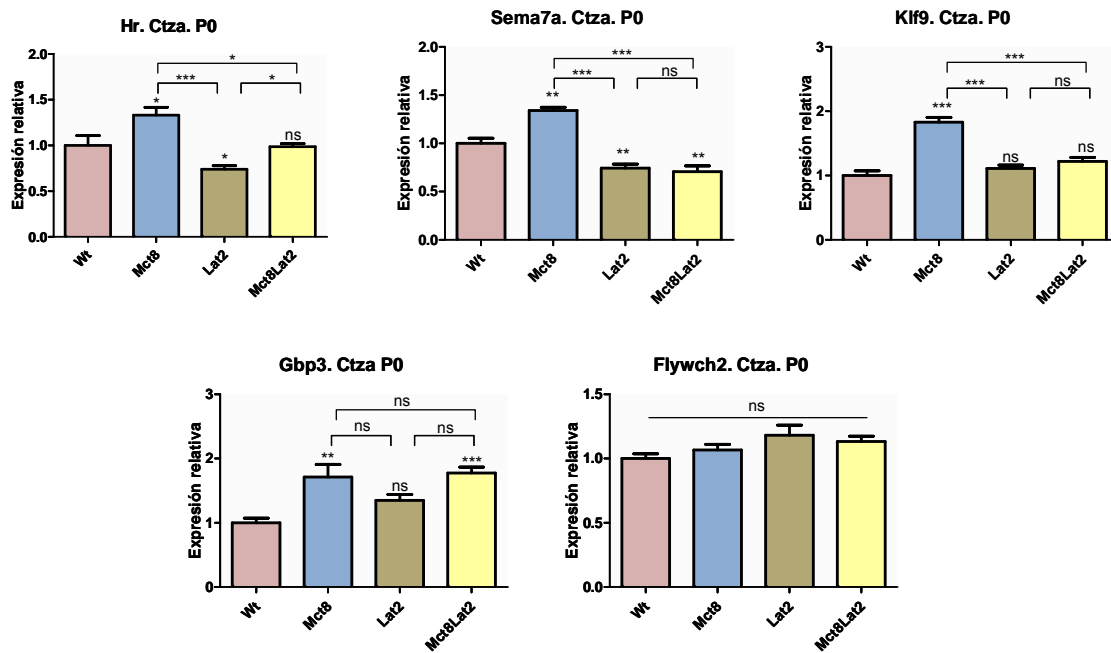 Hr. Ctza. P0
Expresión relativa
2.0
1.5
1.0
0.5
0.0
*
*** *
*
*
ns
Wt Mct8 Lat2 Mct8Lat2
Sema7a. Ctza. P0
Expresión relativa
2.0
1.5
1.0
0.5
0.0
***
*** ns
**
** **
Wt Mct8 Lat2 Mct8Lat2
Klf9. Ctza. P0
Expresión relativa
3
2
1
0
***
*** ns
***
ns ns
Wt Mct8 Lat2 Mct8Lat2
Gbp3. Ctza P0
Expresión relativa
3
2
1
0
ns
ns ns
** ns ***
Wt Mct8 Lat2 Mct8Lat2
Flywch2. Ctza. P0
Expresión relativa
1.5
1.0
0.5
0.0
ns
Wt Mct8 Lat2 Mct8Lat2